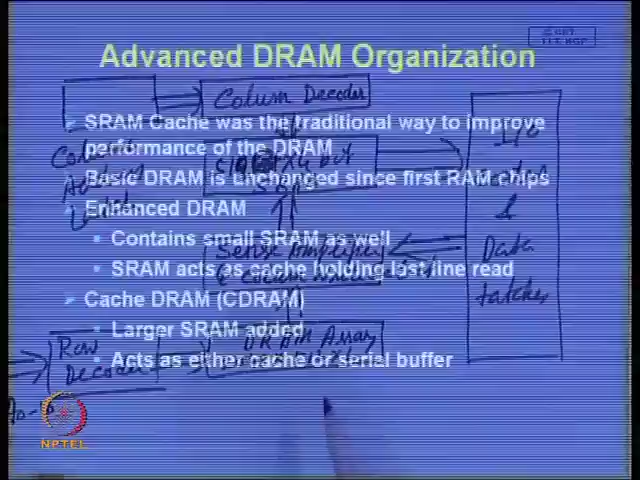 Advanced DRAM Organization
Column Decoder
SRAM Cache was the traditional way to improve
performance of the DRAM
Basic DRAM is unchanged since first RAM chips
Enhanced DRAM
Contains small SRAM as well
SRAM acts as cache holding last line read
Cache DRAM (CDRAM)
Larger SRAM added
Acts as either cache or serial buffer
I/O
&
Data
latches
Sense Amplifier
DRAM Array
Row
Decoder
NPTEL